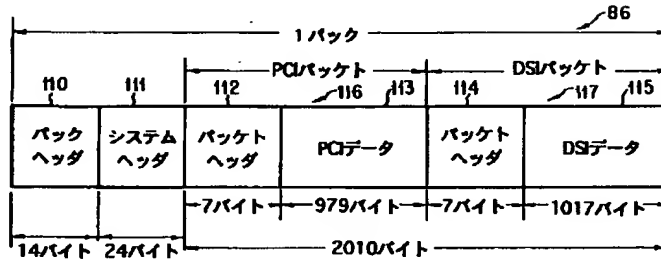 86
1パック
PCIパケット DSIパケット
110 111 112 116 113 114 117 115
パック
ヘッダ
システム
ヘッダ
パケット
ヘッダ
PCIデータ
パケット
ヘッダ
DSIデータ
7バイト 979バイト 7バイト 1017バイト
14バイト 24バイト 2010バイト